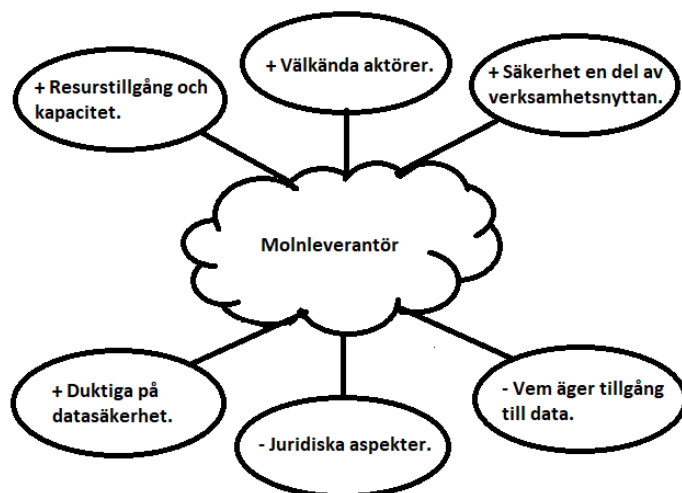 + Resurstillgång och
kapacitet.
+ Välkända aktörer.
+ Säkerhet en del av
verksamhetsnyttan.
Molnleverantör
+ Duktiga på
datasäkerhet.
- Juridiska aspekter.
- Vem äger tillgång
till data.